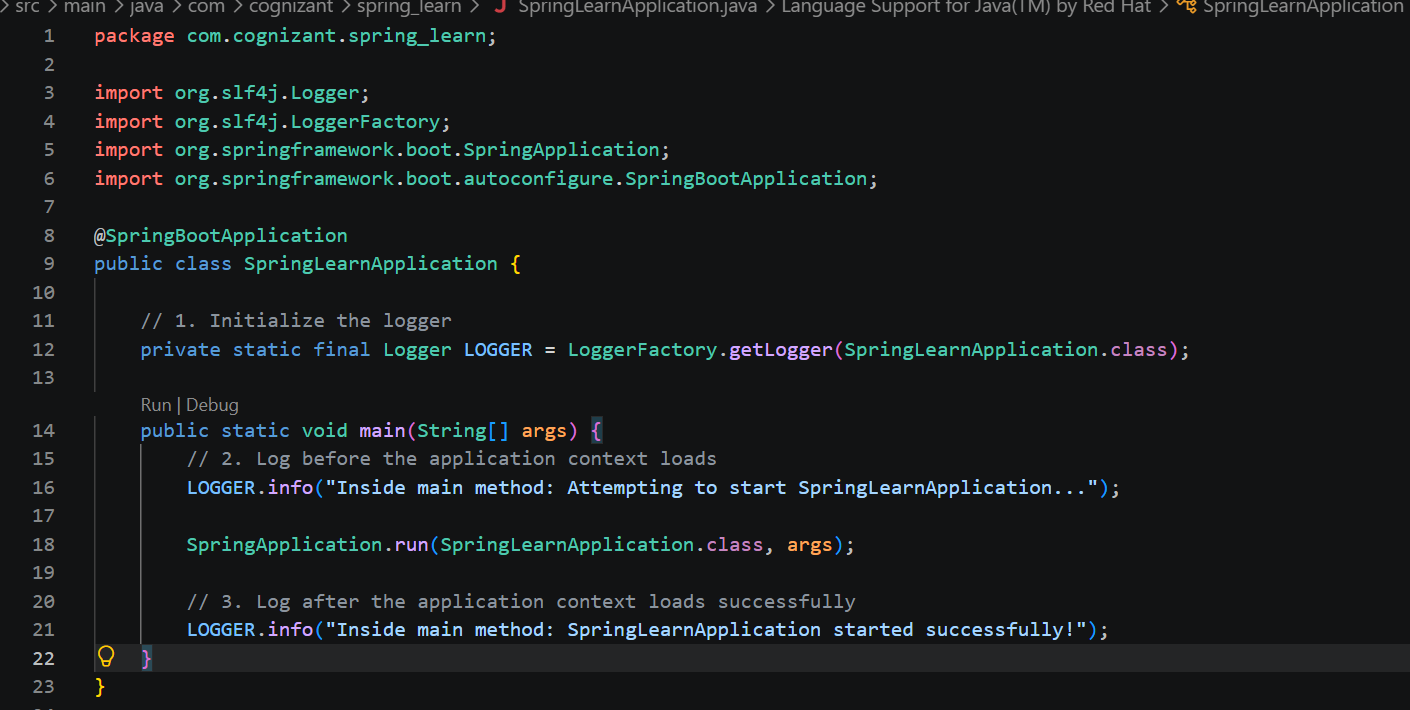 src > main > java > com > cognizant > spring_learn > SpringLearnApplication.java > Language Support for Java(TM) by Red Hat > SpringLearnApplication
1 package com.cognizant.spring_learn;
2
3 import org.slf4j.Logger;
4 import org.slf4j.LoggerFactory;
5 import org.springframework.boot.SpringApplication;
6 import org.springframework.boot.autoconfigure.SpringBootApplication;
7
8 @SpringBootApplication
9 public class SpringLearnApplication {
10
11 // 1. Initialize the logger
12 private static final Logger LOGGER = LoggerFactory.getLogger(SpringLearnApplication.class);
13
Run | Debug
14 public static void main(String[] args) {
15 // 2. Log before the application context loads
16 LOGGER.info("Inside main method: Attempting to start SpringLearnApplication...");
17
18 SpringApplication.run(SpringLearnApplication.class, args);
19
20 // 3. Log after the application context loads successfully
21 LOGGER.info("Inside main method: SpringLearnApplication started successfully!");
22 }
23 }